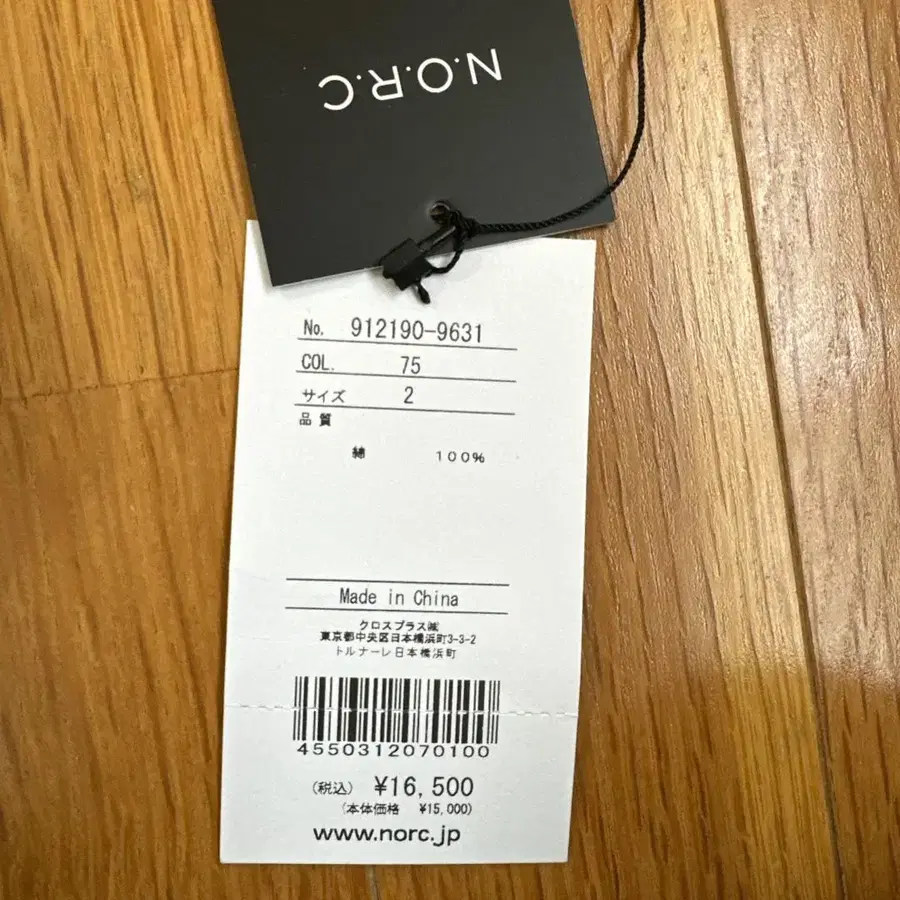 N.O.R.C
No. 912190-9631
COL. 75
サイズ 2
品質
綿 100%
Made in China
クロスプラス㈱
東京都中央区日本橋浜町3-3-2
トルナーレ日本橋浜町
4550312070100
(税込) ¥16,500
(本体価格 ¥15,000)
www.norc.jp